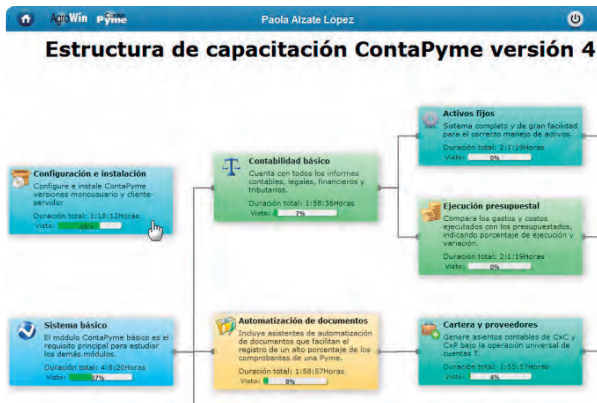 AgroWin ContaPyme Paola Alzate López
Estructura de capacitación ContaPyme versión 4
Activos fijos
Sistema completo y de gran facilidad
para el correcto manejo de activos.
Duración total: 2:1:19Horas
Visto: 0%
Configuración e instalación
Configure e instale ContaPyme
versiones monousuario y cliente-
servidor
Duración total: 1:18:13Horas
Visto:
Contabilidad básico
Cuenta con todos los informes
contables, legales, financieros y
tributarios.
Duración total: 1:58:36Horas
Visto: 7%
Ejecución presupuestal
Compara los gastos y costos
ejecutados con los presupuestados,
indicando porcentaje de ejecución y
variación.
Duración total: 2:1:19Horas
Visto: 0%
Sistema básico
El módulo ContaPyme básico es el
requisito principal para estudiar
los demás módulos.
Duración total: 4:8:20Horas
Visto: 37%
Automatización de documentos
Incluye asistentes de automatización
de documentos que facilitan el
registro de un alto porcentaje de los
comprobantes de una Pyme.
Duración total: 1:58:57Horas
Visto: 8%
Cartera y proveedores
Genere asientos contables de CxC y
CxP bajo la operación universal de
cuentas T.
Duración total: 1:55:57Horas
Visto: 4%